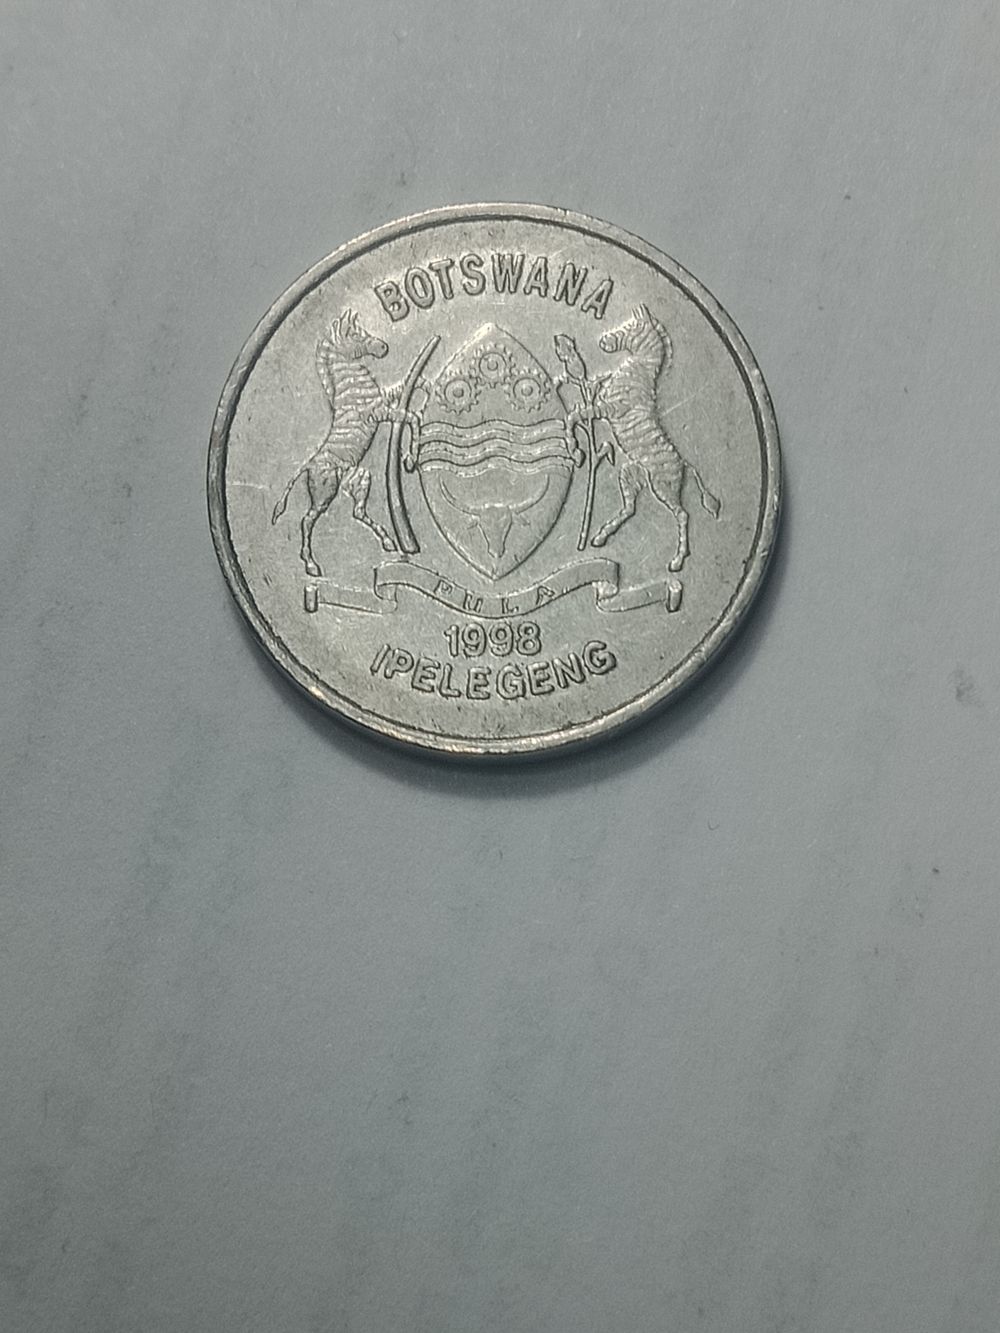 BOTSWANA
PULA
1998
IPELEGENG